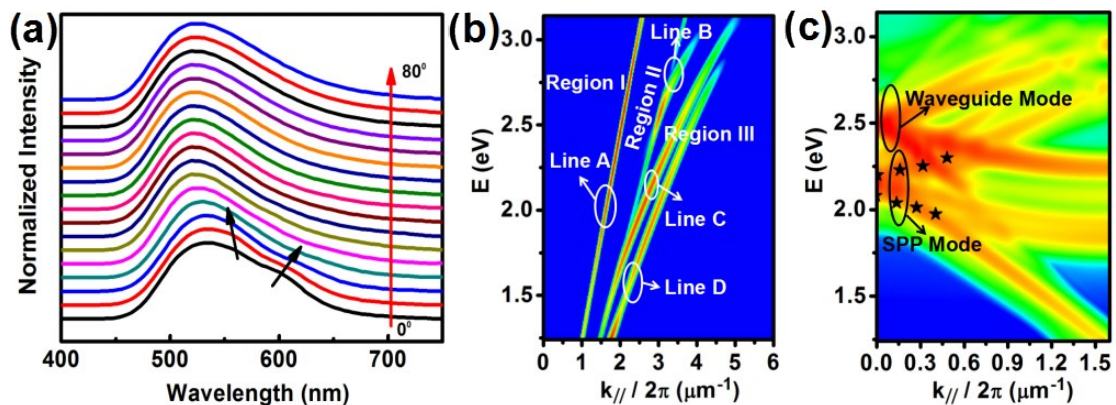 (a)
Normalized Intensity
80⁰
0⁰
400 500 600 700
Wavelength (nm)
(b)
E (eV)
3.0
2.5
2.0
1.5
Region I
Region II
Region III
Line A
Line B
Line C
Line D
0 1 2 3 4 5 6
k// / 2π (μm⁻¹)
(c)
E (eV)
3.0
2.5
2.0
1.5
Waveguide Mode
SPP Mode
0.0 0.3 0.6 0.9 1.2 1.5
k// / 2π (μm⁻¹)